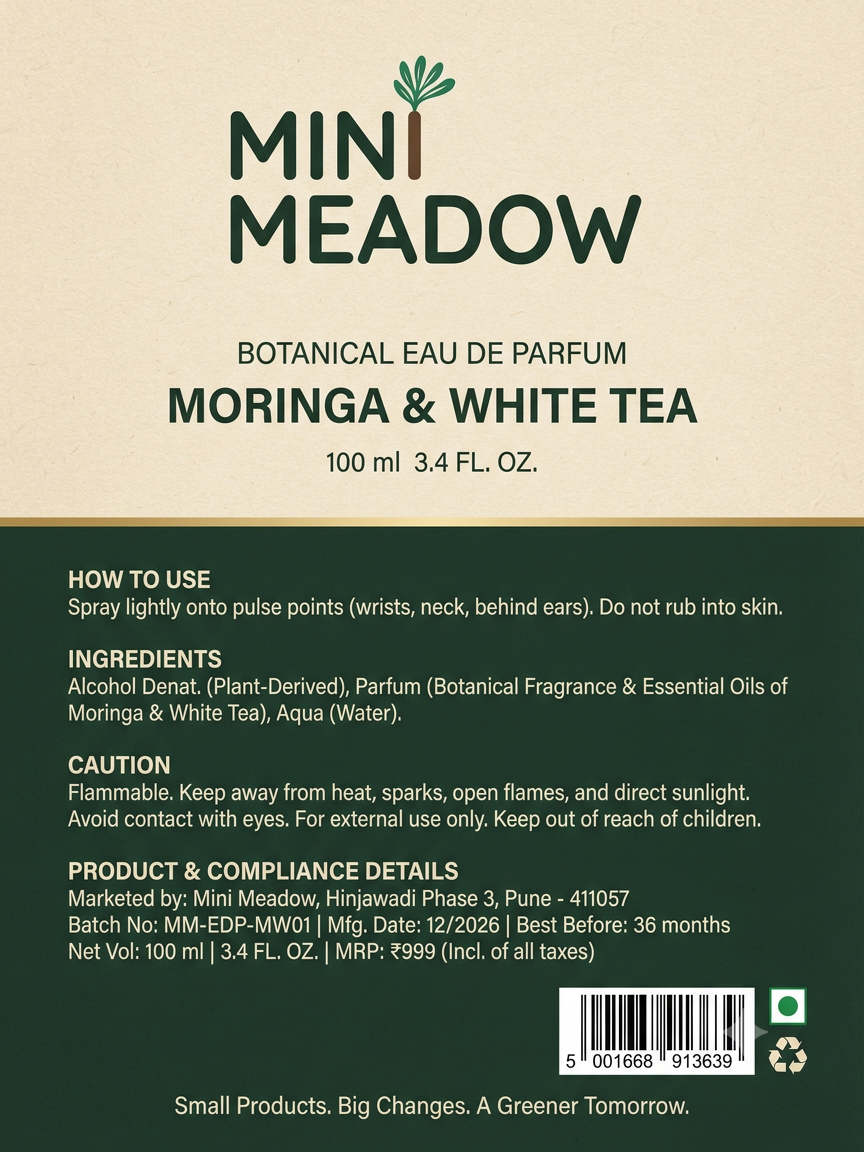 MINI
MEADOW
BOTANICAL EAU DE PARFUM
MORINGA & WHITE TEA
100 ml 3.4 FL. OZ.
HOW TO USE
Spray lightly onto pulse points (wrists, neck, behind ears). Do not rub into skin.
INGREDIENTS
Alcohol Denat. (Plant-Derived), Parfum (Botanical Fragrance & Essential Oils of
Moringa & White Tea), Aqua (Water).
CAUTION
Flammable. Keep away from heat, sparks, open flames, and direct sunlight.
Avoid contact with eyes. For external use only. Keep out of reach of children.
PRODUCT & COMPLIANCE DETAILS
Marketed by: Mini Meadow, Hinjawadi Phase 3, Pune - 411057
Batch No: MM-EDP-MW01 | Mfg. Date: 12/2026 | Best Before: 36 months
Net Vol: 100 ml | 3.4 FL. OZ. | MRP: ₹999 (Incl. of all taxes)
5 001668 913639
Small Products. Big Changes. A Greener Tomorrow.